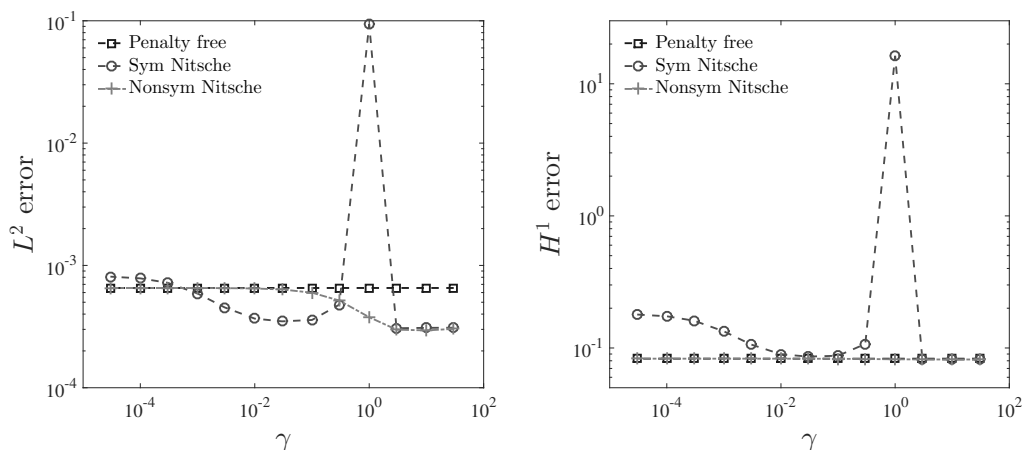 10^-1
Penalty free
Sym Nitsche
Nonsym Nitsche
10^-2
L^2 error
10^-3
10^-4
10^-4
10^-2
10^0
10^2
γ
Penalty free
Sym Nitsche
Nonsym Nitsche
10^1
H^1 error
10^0
10^-1
10^-4
10^-2
10^0
10^2
γ